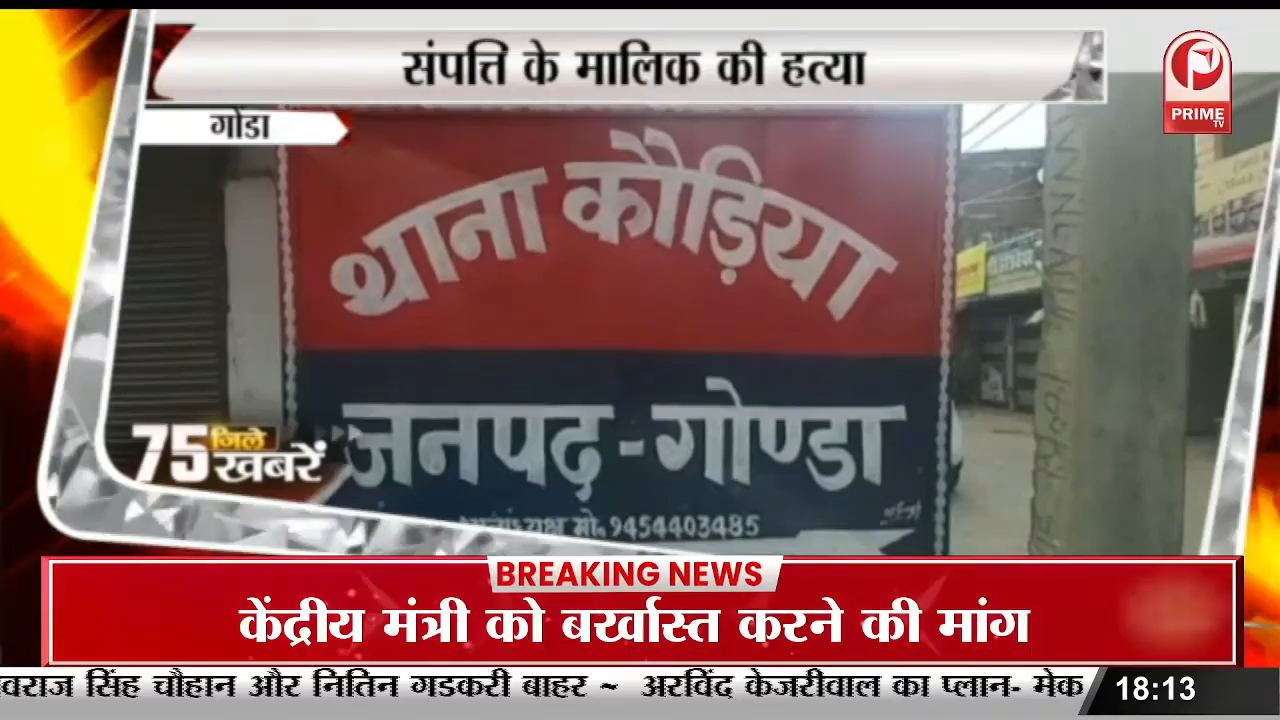 संपत्ति के मालिक की हत्या
PRIME
TV
गोंडा
थाना कौड़िया
जनपद-गोण्डा
मो. 9454403485
75 जिले
खबरें
BREAKING NEWS
केंद्रीय मंत्री को बर्खास्त करने की मांग
सिंह चौहान और नितिन गडकरी बाहर ~ अरविंद केजरीवाल का प्लान- मेक
18:13